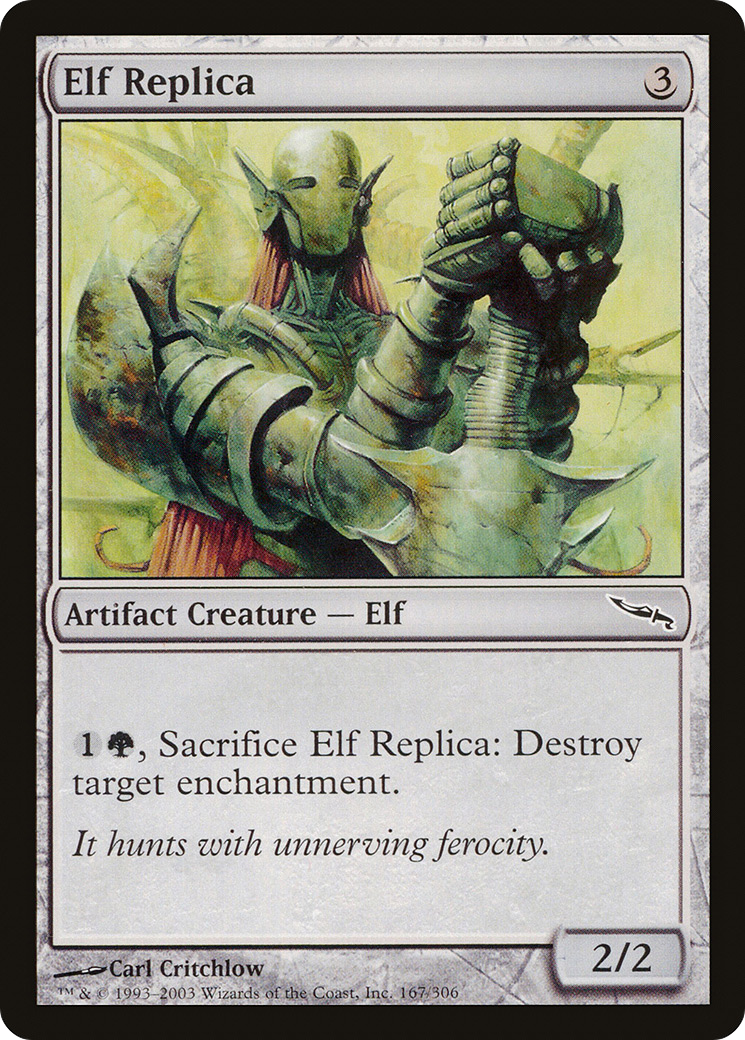 Elf Replica 3
Artifact Creature — Elf
1, Sacrifice Elf Replica: Destroy
target enchantment.
It hunts with unnerving ferocity.
2/2
Carl Critchlow
™ & © 1993–2003 Wizards of the Coast, Inc. 167/306